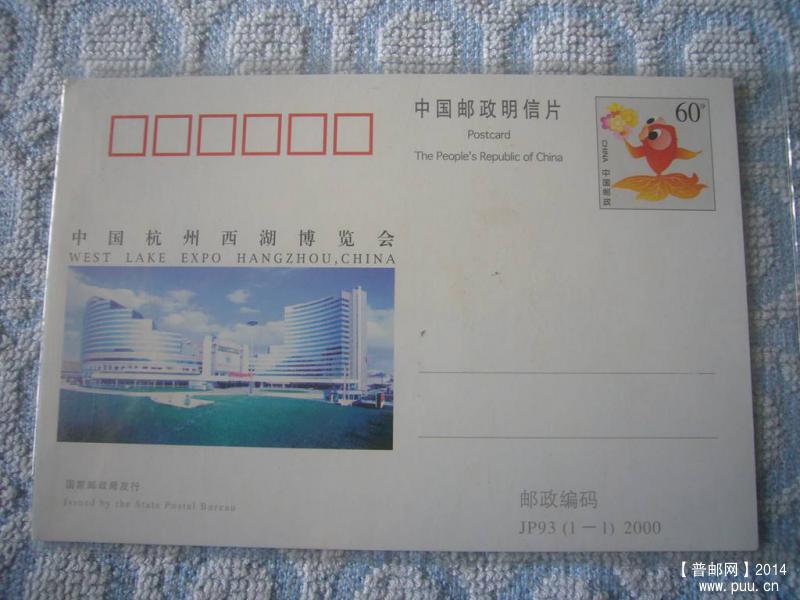 中国邮政明信片
Postcard
The People's Republic of China
60分
CHINA
中国邮政
中国杭州西湖博览会
WEST LAKE EXPO HANGZHOU, CHINA
国家邮政局发行
Issued by the State Postal Bureau
邮政编码
JP93 (1－1) 2000
【普邮网】2014
www.puu.cn